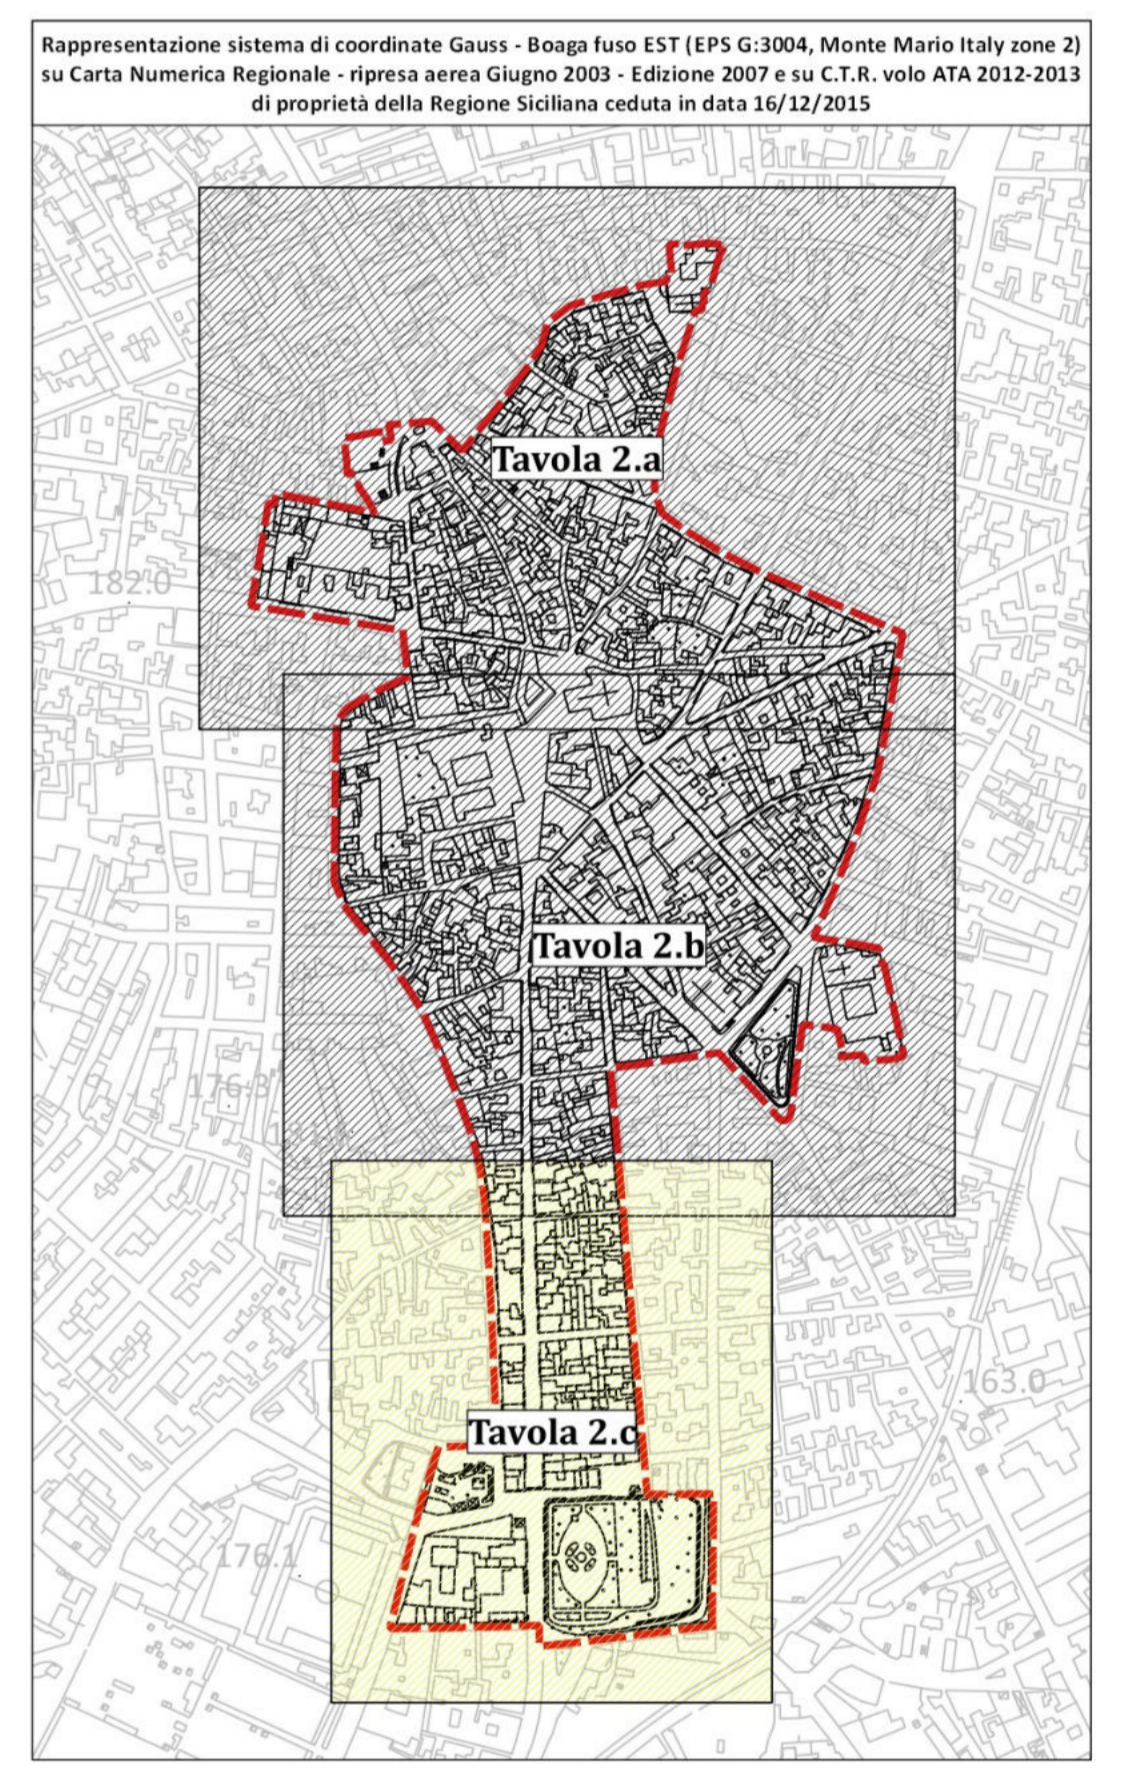 Rappresentazione sistema di coordinate Gauss - Boaga fuso EST (EPS G:3004, Monte Mario Italy zone 2)
su Carta Numerica Regionale - ripresa aerea Giugno 2003 - Edizione 2007 e su C.T.R. volo ATA 2012-2013
di proprietà della Regione Siciliana ceduta in data 16/12/2015
Tavola 2.a
182.0
Tavola 2.b
176.3
163.0
Tavola 2.c
176.1